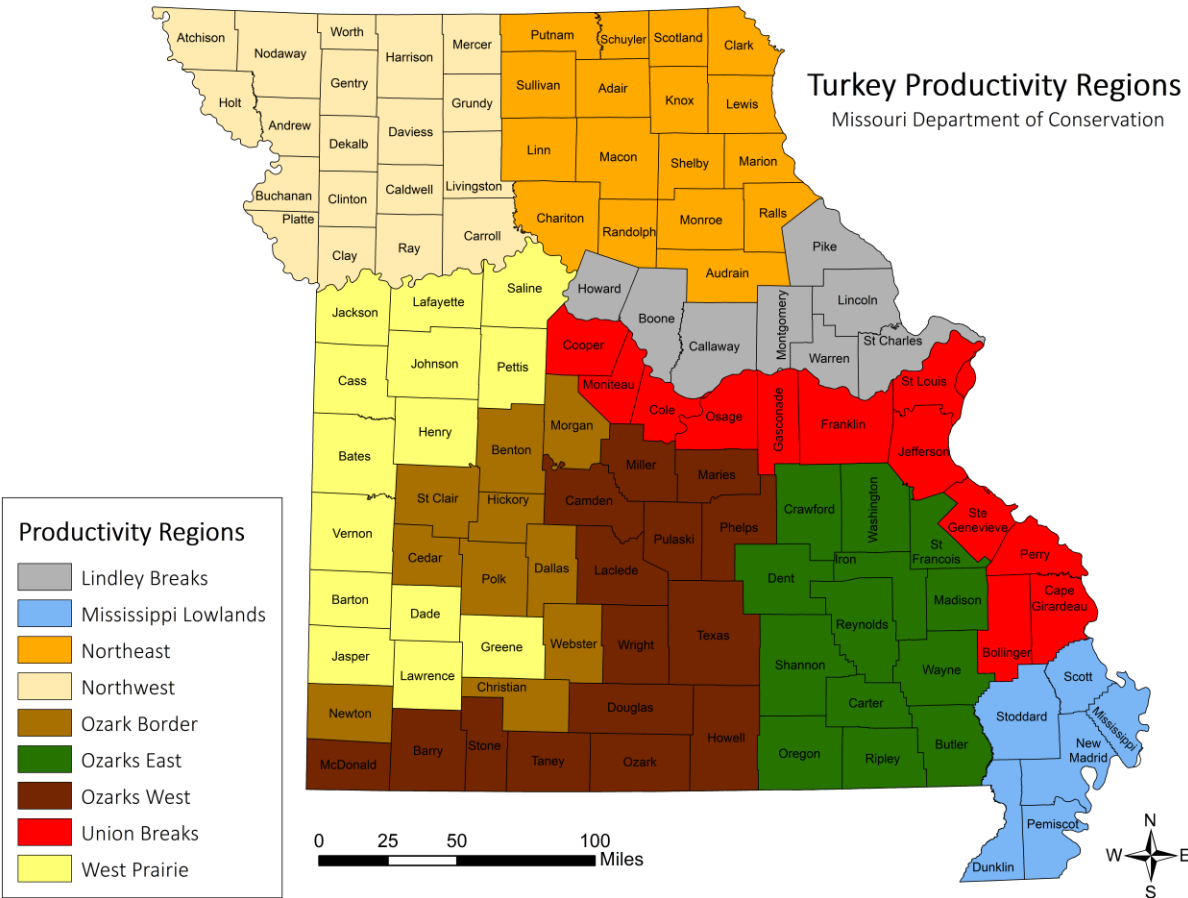 Turkey Productivity Regions
Missouri Department of Conservation
Atchison
Nodaway
Worth
Harrison
Mercer
Putnam
Schuyler
Scotland
Clark
Holt
Gentry
Grundy
Sullivan
Adair
Knox
Lewis
Andrew
Dekalb
Daviess
Linn
Macon
Shelby
Marion
Buchanan
Clinton
Caldwell
Livingston
Platte
Clay
Ray
Carroll
Chariton
Randolph
Monroe
Ralls
Pike
Audrain
Jackson
Lafayette
Saline
Howard
Boone
Callaway
Montgomery
Lincoln
Warren
St Charles
Cass
Johnson
Pettis
Cooper
Moniteau
Cole
Osage
Gasconade
Franklin
St Louis
Jefferson
Bates
Henry
Benton
Morgan
Miller
Maries
St Clair
Hickory
Camden
Pulaski
Phelps
Crawford
Washington
Ste
Genevieve
St
Francois
Perry
Vernon
Cedar
Polk
Dallas
Laclede
Dent
Iron
Madison
Cape
Girardeau
Barton
Dade
Greene
Webster
Wright
Texas
Reynolds
Bollinger
Jasper
Lawrence
Christian
Shannon
Wayne
Scott
Newton
Douglas
Howell
Carter
Stoddard
Mississippi
McDonald
Barry
Stone
Taney
Ozark
Oregon
Ripley
Butler
New
Madrid
Pemiscot
Dunklin
Productivity Regions
Lindley Breaks
Mississippi Lowlands
Northeast
Northwest
Ozark Border
Ozarks East
Ozarks West
Union Breaks
West Prairie
0 25 50 100
Miles
N
W E
S